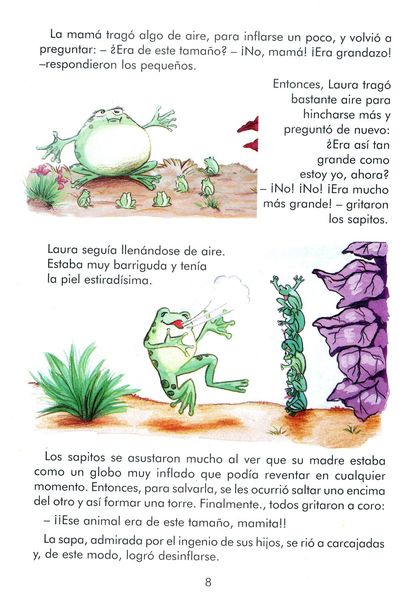 La mamá tragó algo de aire, para inflarse un poco, y volvió a
preguntar: – ¿Era de este tamaño? – ¡No, mamá! ¡Era grandazo!
–respondieron los pequeños.
Entonces, Laura tragó
bastante aire para
hincharse más y
preguntó de nuevo:
¿Era así tan
grande como
estoy yo, ahora?
– ¡No! ¡No! ¡Era mucho
más grande! – gritaron
los sapitos.
Laura seguía llenándose de aire.
Estaba muy barriguda y tenía
la piel estiradísima.
Los sapitos se asustaron mucho al ver que su madre estaba
como un globo muy inflado que podía reventar en cualquier
momento. Entonces, para salvarla, se les ocurrió saltar uno encima
del otro y así formar una torre. Finalmente., todos gritaron a coro:
– ¡¡Ese animal era de este tamaño, mamita!!
La sapa, admirada por el ingenio de sus hijos, se rió a carcajadas
y, de este modo, logró desinflarse.
8